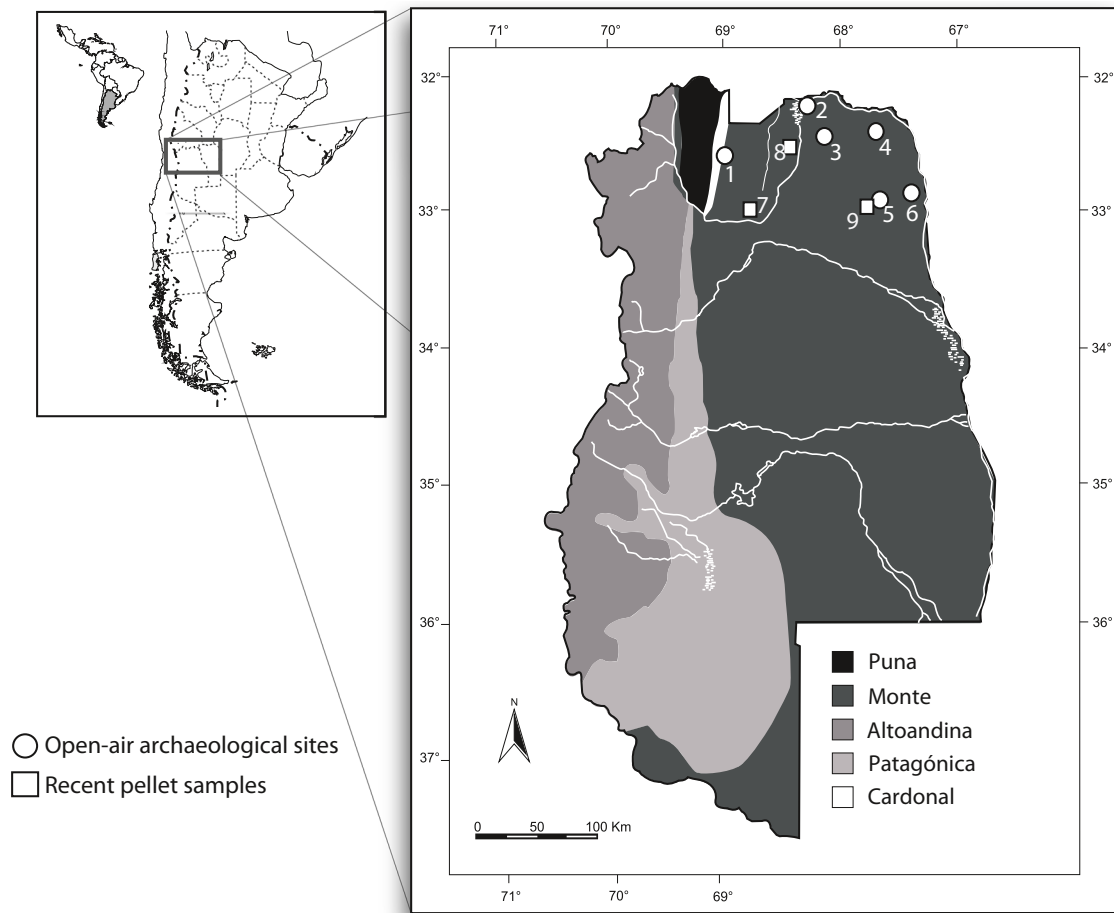 71° 70° 69° 68° 67°
32° 32°
2
3
4
8
1
7
5
6
9
33° 33°
34° 34°
35° 35°
36° 36°
37° 37°
N
Puna
Monte
Altoandina
Patagónica
Cardonal
0 50 100 Km
71° 70° 69°
Open-air archaeological sites
Recent pellet samples